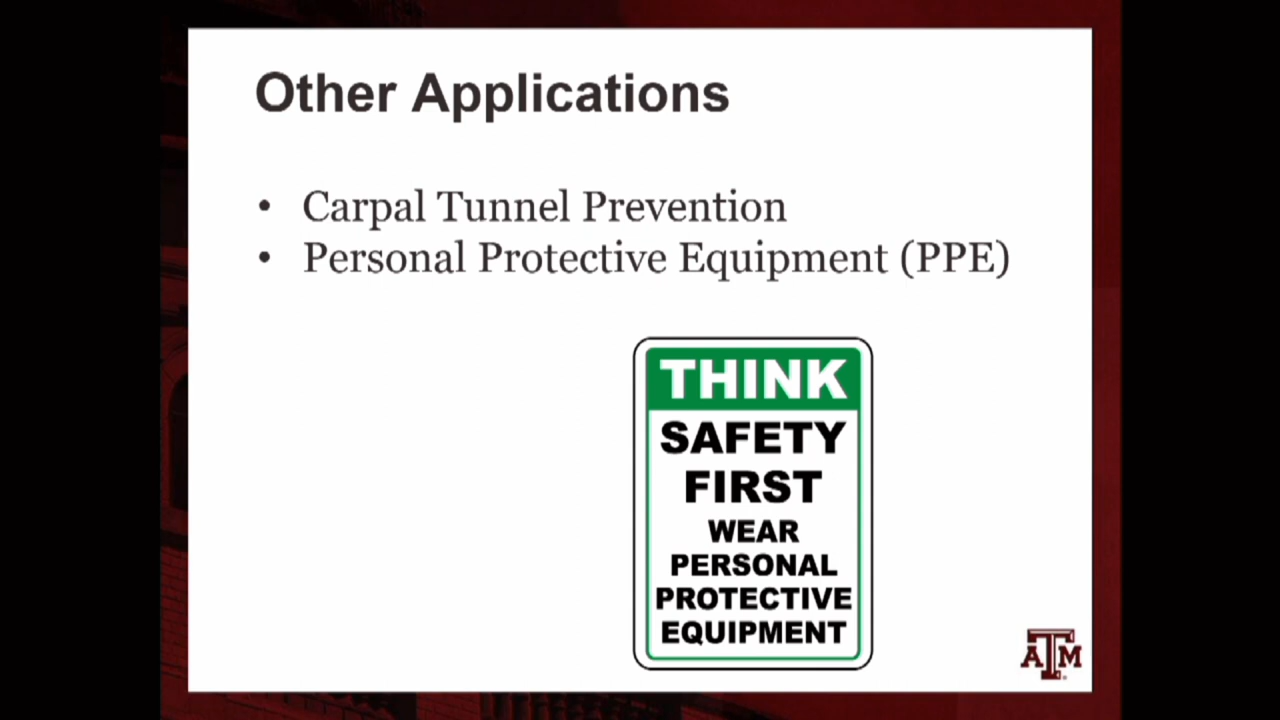 Other Applications
• Carpal Tunnel Prevention
• Personal Protective Equipment (PPE)
THINK
SAFETY
FIRST
WEAR
PERSONAL
PROTECTIVE
EQUIPMENT
ATM